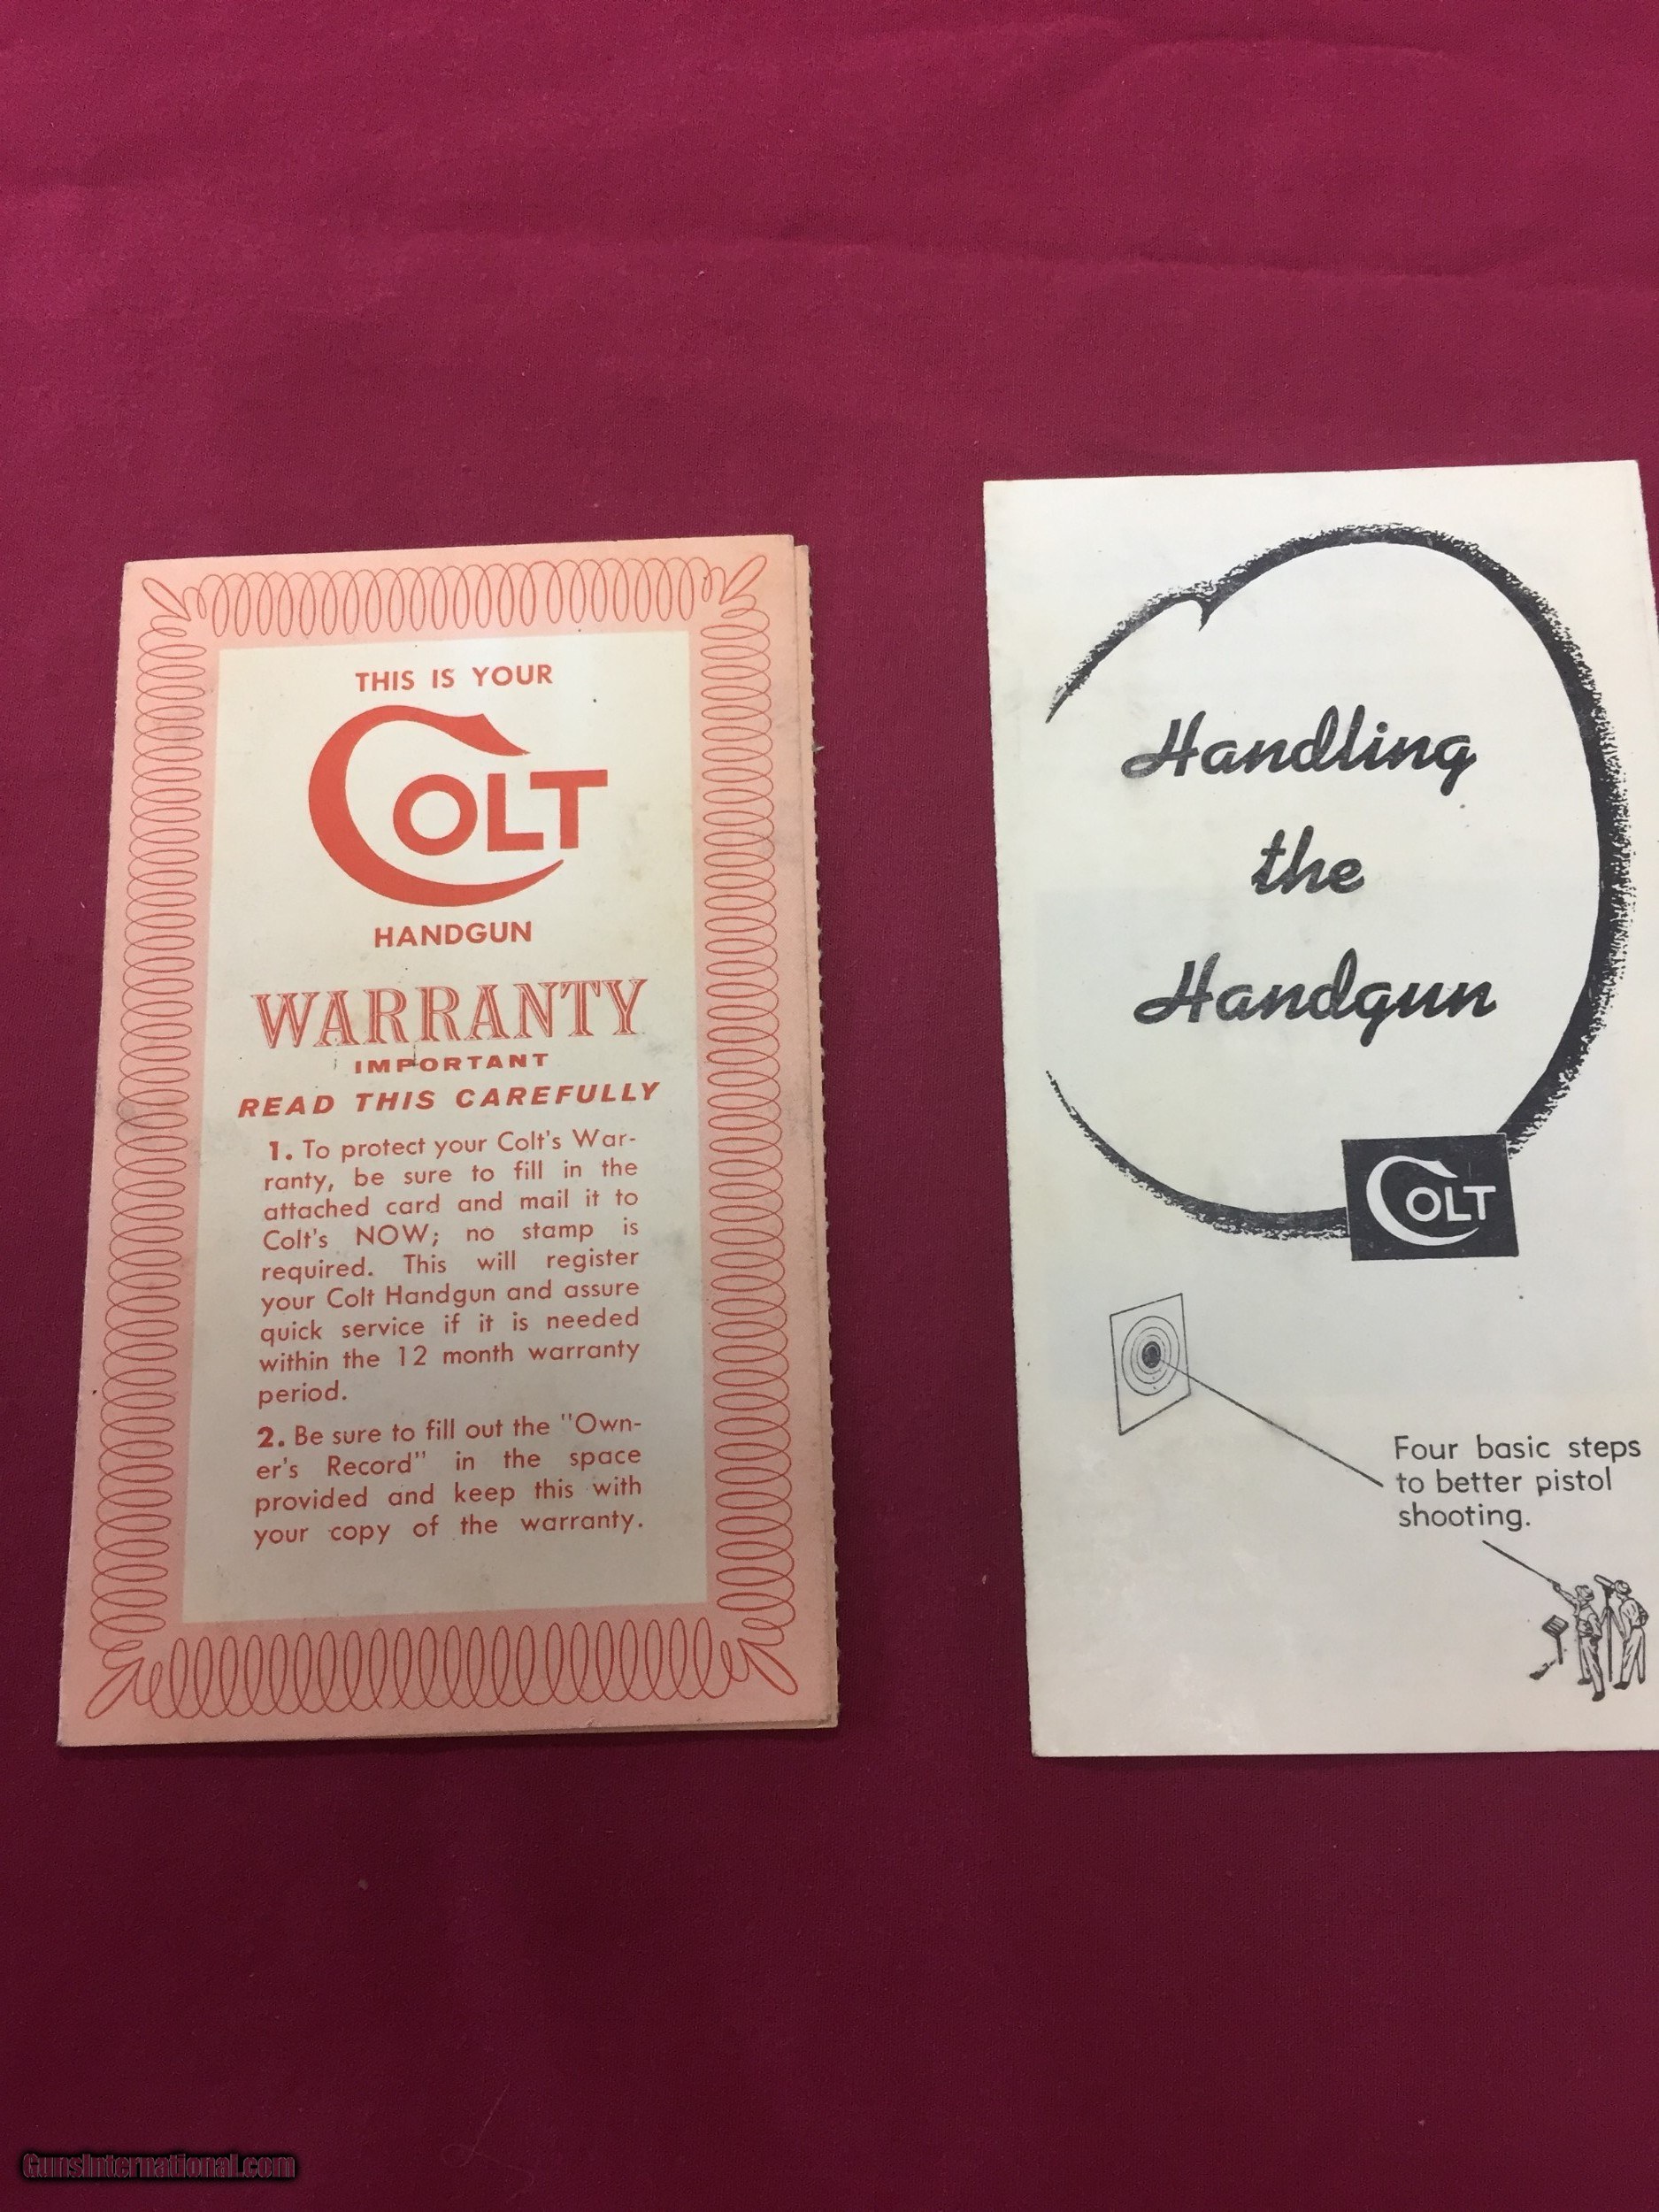 THIS IS YOUR
COLT
HANDGUN
WARRANTY
IMPORTANT
READ THIS CAREFULLY
1. To protect your Colt's War-
ranty, be sure to fill in the
attached card and mail it to
Colt's NOW; no stamp is
required. This will register
your Colt Handgun and assure
quick service if it is needed
within the 12 month warranty
period.
2. Be sure to fill out the "Own-
er's Record" in the space
provided and keep this with
your copy of the warranty.
Handling
the
Handgun
COLT
Four basic steps
to better pistol
shooting.
GunsInternational.com